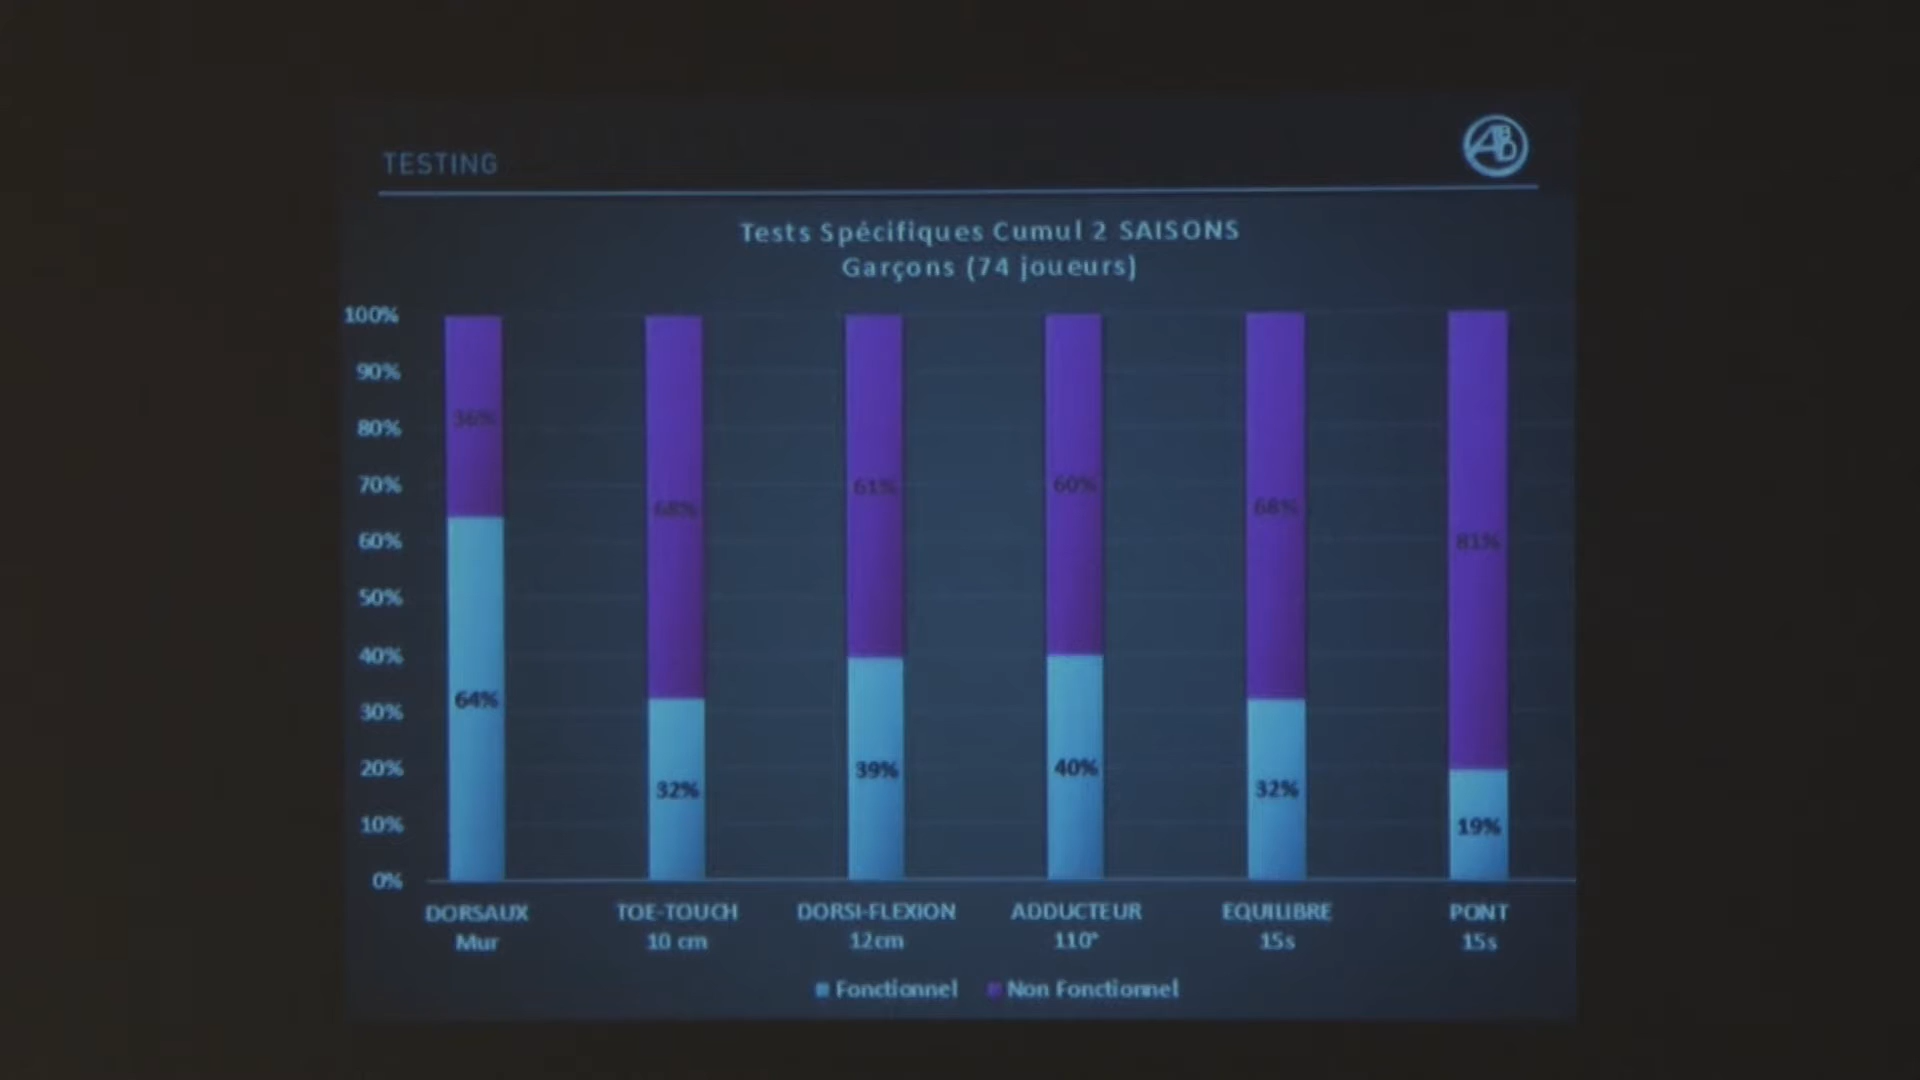 TESTING
ABD
Tests Spécifiques Cumul 2 SAISONS
Garçons (74 joueurs)
100%
90%
80%
70%
60%
50%
40%
30%
20%
10%
0%
36% 68% 61% 60% 68% 81%
64% 32% 39% 40% 32% 19%
DORSAUX TOE-TOUCH DORSI-FLEXION ADDUCTEUR EQUILIBRE PONT
Mur 10 cm 12cm 110° 15s 15s
Fonctionnel Non Fonctionnel